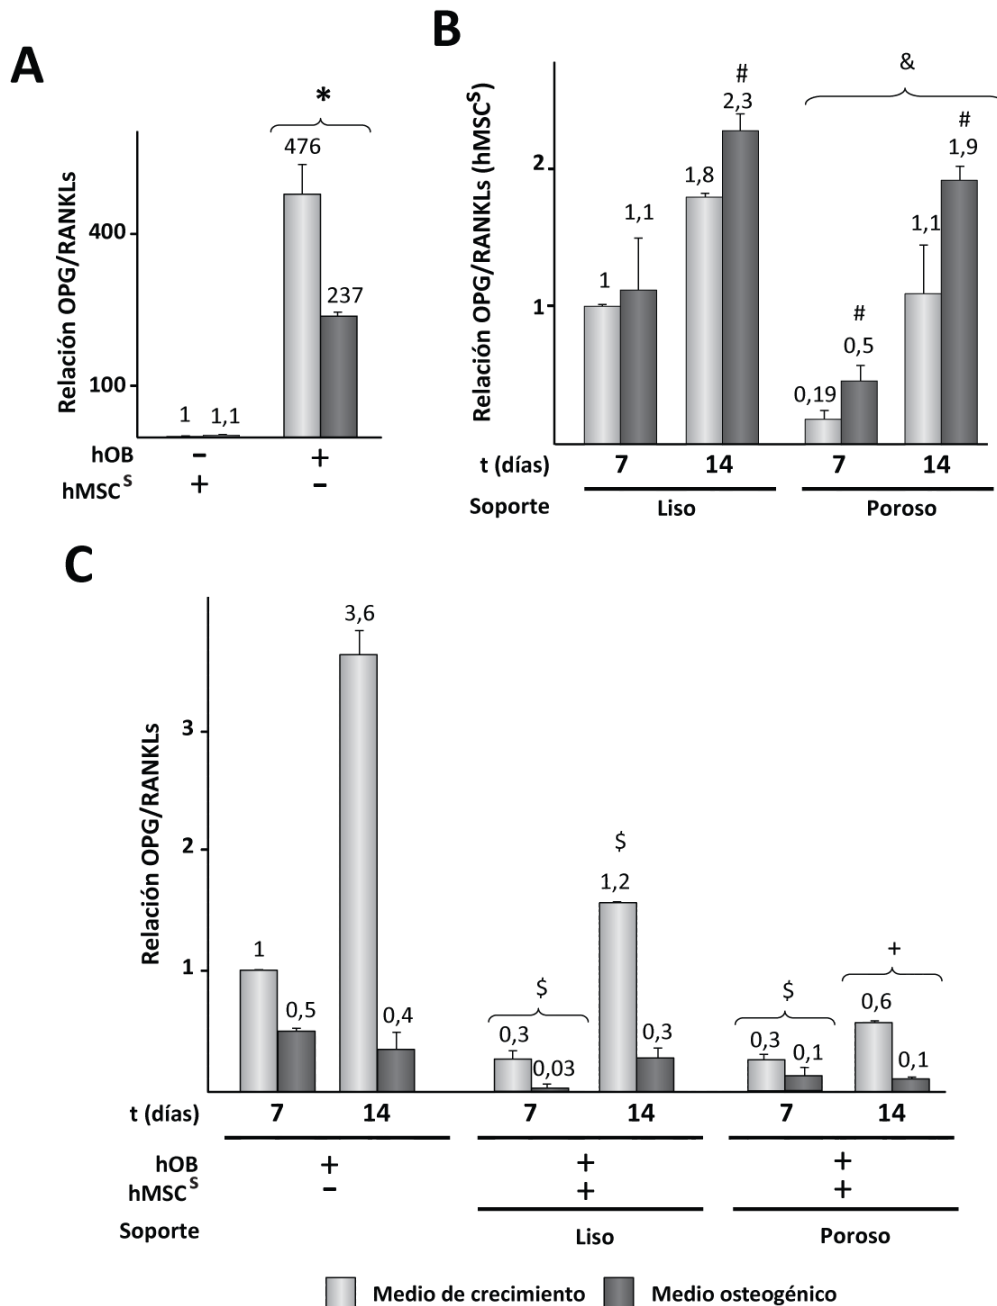 A
Relación OPG/RANKLs
*
476
400
237
100
1 1,1
hOB - +
hMSC^S + -
B
Relación OPG/RANKLs (hMSC^S)
&
#
2,3
#
1,9
2
1,8
1,1
1,1
1
1
#
0,5
0,19
t (días) 7 14 7 14
Soporte Liso Poroso
C
Relación OPG/RANKLs
3,6
3
2
$
1,2
1
1
+
$
$
0,5 0,4
0,6
0,3 0,03 0,3 0,3 0,1 0,1
t (días) 7 14 7 14 7 14
hOB + + +
hMSC^S - + +
Soporte Liso Poroso
Medio de crecimiento Medio osteogénico